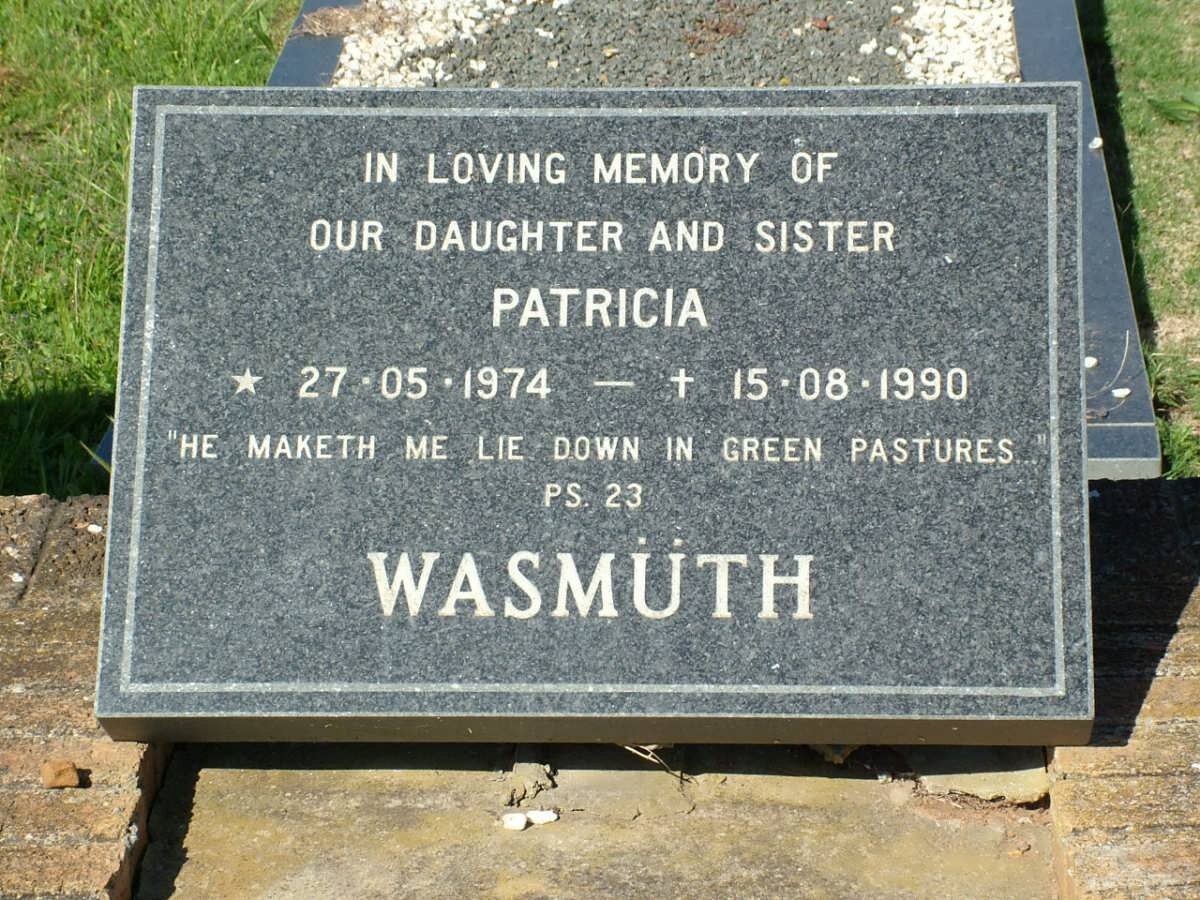 IN LOVING MEMORY OF
OUR DAUGHTER AND SISTER
PATRICIA
★ 27·05·1974 — ✝ 15·08·1990
"HE MAKETH ME LIE DOWN IN GREEN PASTURES..."
PS. 23
WASMÜTH